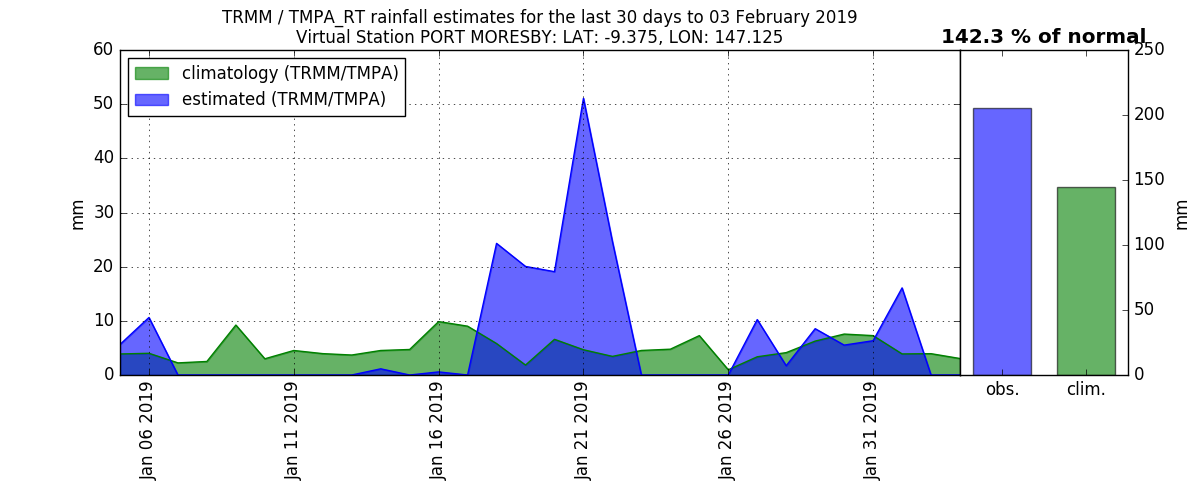 TRMM / TMPA_RT rainfall estimates for the last 30 days to 03 February 2019
Virtual Station PORT MORESBY: LAT: -9.375, LON: 147.125
142.3 % of normal
climatology (TRMM/TMPA)
estimated (TRMM/TMPA)
60
50
40
30
20
10
0
mm
Jan 06 2019
Jan 11 2019
Jan 16 2019
Jan 21 2019
Jan 26 2019
Jan 31 2019
250
200
150
100
50
0
mm
obs.
clim.